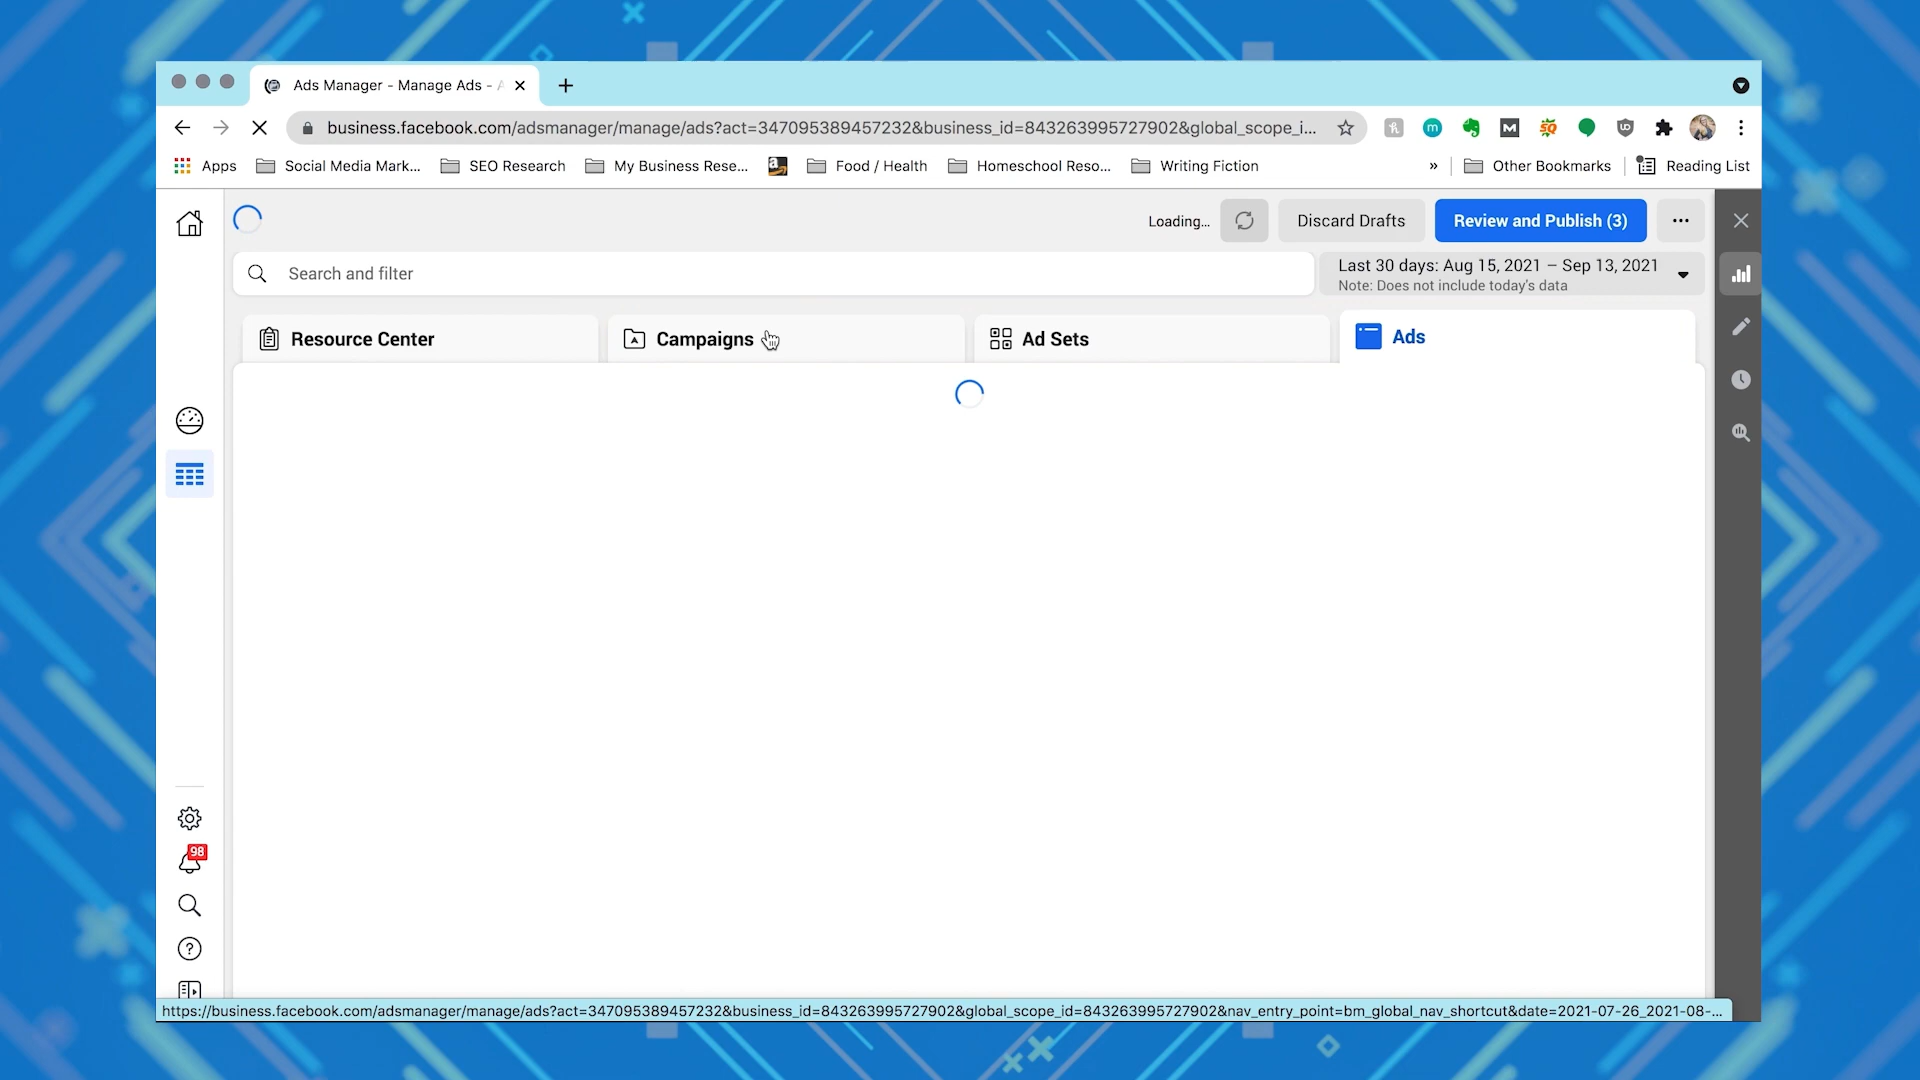 Ads Manager - Manage Ads - A
business.facebook.com/adsmanager/manage/ads?act=347095389457232&business_id=843263995727902&global_scope_i...
Apps
Social Media Mark...
SEO Research
My Business Rese...
Food / Health
Homeschool Reso...
Writing Fiction
»
Other Bookmarks
Reading List
Loading...
Discard Drafts
Review and Publish (3)
Search and filter
Last 30 days: Aug 15, 2021 – Sep 13, 2021
Note: Does not include today's data
Resource Center
Campaigns
Ad Sets
Ads
98
https://business.facebook.com/adsmanager/manage/ads?act=347095389457232&business_id=843263995727902&global_scope_id=843263995727902&nav_entry_point=bm_global_nav_shortcut&date=2021-07-26_2021-08-...